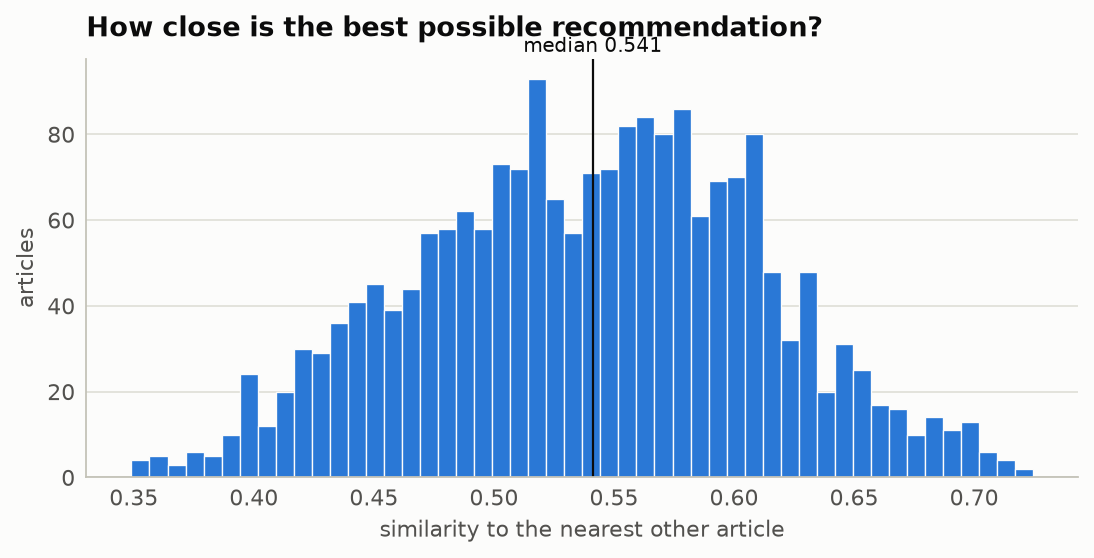 How close is the best possible recommendation?
median 0.541
articles
80
60
40
20
0
0.35 0.40 0.45 0.50 0.55 0.60 0.65 0.70
similarity to the nearest other article